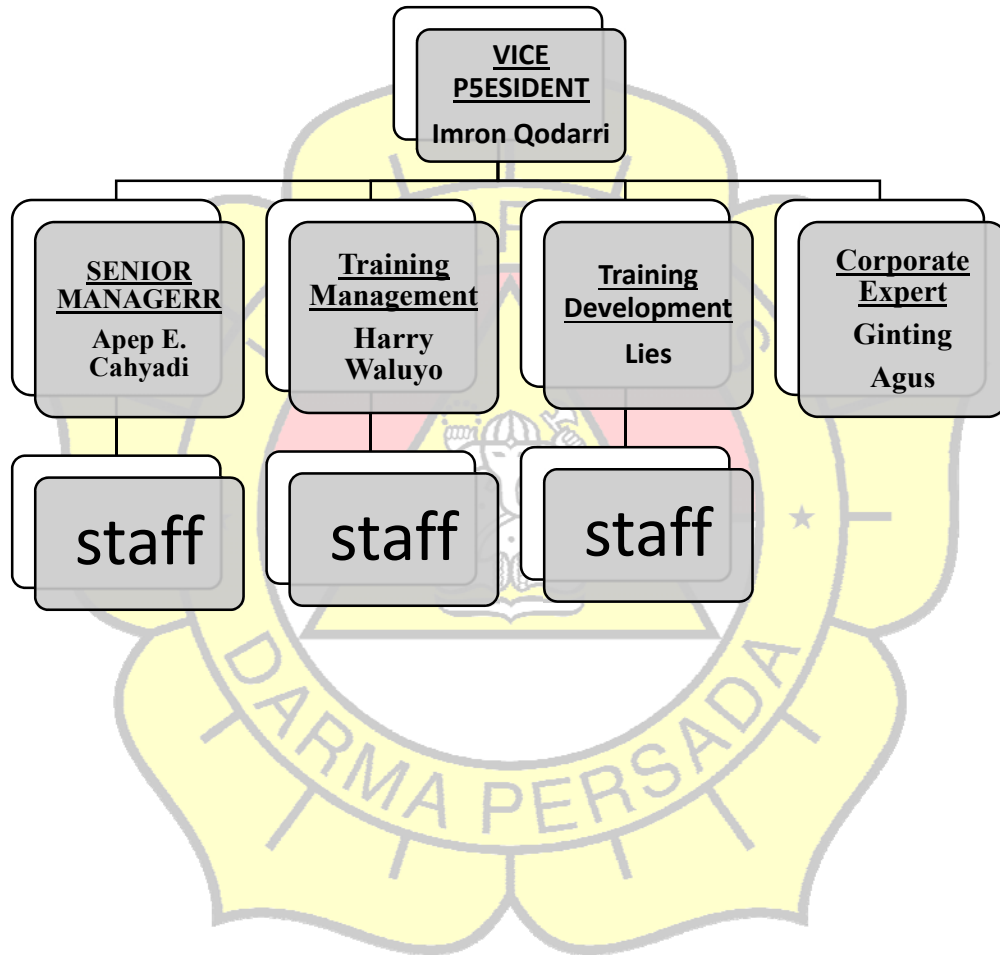 VICE
P5ESIDENT
Imron Qodarri
SENIOR
MANAGERR
Apep E.
Cahyadi
Training
Management
Harry
Waluyo
Training
Development
Lies
Corporate
Expert
Ginting
Agus
staff
staff
staff
DARMA PERSADA